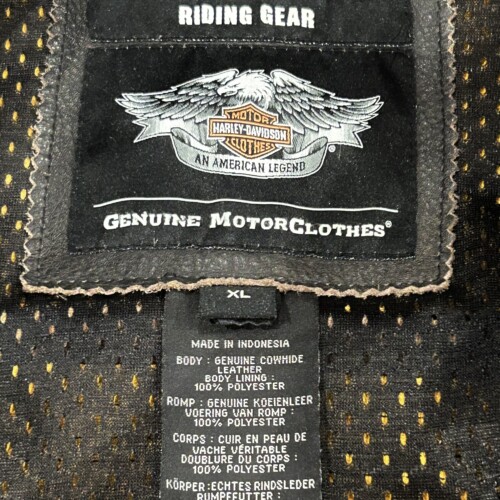 RIDING GEAR
MOTOR
HARLEY-DAVIDSON
CLOTHES
AN AMERICAN LEGEND
GENUINE MOTORCLOTHES®
XL
MADE IN INDONESIA
BODY : GENUINE COWHIDE
LEATHER
BODY LINING :
100% POLYESTER
ROMP : GENUINE KOEIENLEER
VOERING VAN ROMP :
100% POLYESTER
CORPS : CUIR EN PEAU DE
VACHE VÉRITABLE
DOUBLURE DU CORPS :
100% POLYESTER
KÖRPER : ECHTES RINDSLEDER
RUMPFFUTTER :